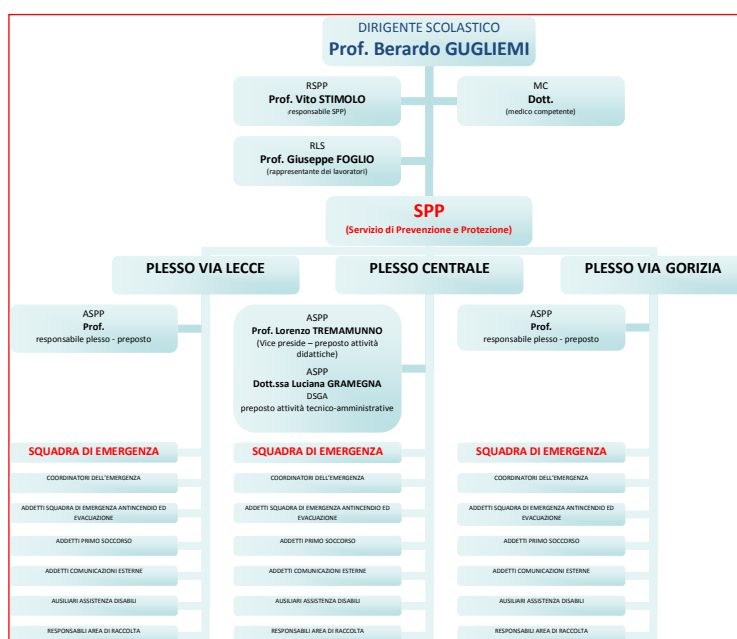 DIRIGENTE SCOLASTICO
Prof. Berardo GUGLIEMI
RSPP
Prof. Vito STIMOLO
(responsabile SPP)
MC
Dott.
(medico competente)
RLS
Prof. Giuseppe FOGLIO
(rappresentante dei lavoratori)
SPP
(Servizio di Prevenzione e Protezione)
PLESSO VIA LECCE
PLESSO CENTRALE
PLESSO VIA GORIZIA
ASPP
Prof.
responsabile plesso - preposto
ASPP
Prof. Lorenzo TREMAMUNNO
(Vice preside – preposto attività
didattiche)
ASPP
Dott.ssa Luciana GRAMEGNA
DSGA
preposto attività tecnico-amministrative
ASPP
Prof.
responsabile plesso - preposto
SQUADRA DI EMERGENZA
COORDINATORI DELL'EMERGENZA
ADDETTI SQUADRA DI EMERGENZA ANTINCENDIO ED
EVACUAZIONE
ADDETTI PRIMO SOCCORSO
ADDETTI COMUNICAZIONI ESTERNE
AUSILIARI ASSISTENZA DISABILI
RESPONSABILI AREA DI RACCOLTA
SQUADRA DI EMERGENZA
COORDINATORI DELL'EMERGENZA
ADDETTI SQUADRA DI EMERGENZA ANTINCENDIO ED
EVACUAZIONE
ADDETTI PRIMO SOCCORSO
ADDETTI COMUNICAZIONI ESTERNE
AUSILIARI ASSISTENZA DISABILI
RESPONSABILI AREA DI RACCOLTA
SQUADRA DI EMERGENZA
COORDINATORI DELL'EMERGENZA
ADDETTI SQUADRA DI EMERGENZA ANTINCENDIO ED
EVACUAZIONE
ADDETTI PRIMO SOCCORSO
ADDETTI COMUNICAZIONI ESTERNE
AUSILIARI ASSISTENZA DISABILI
RESPONSABILI AREA DI RACCOLTA